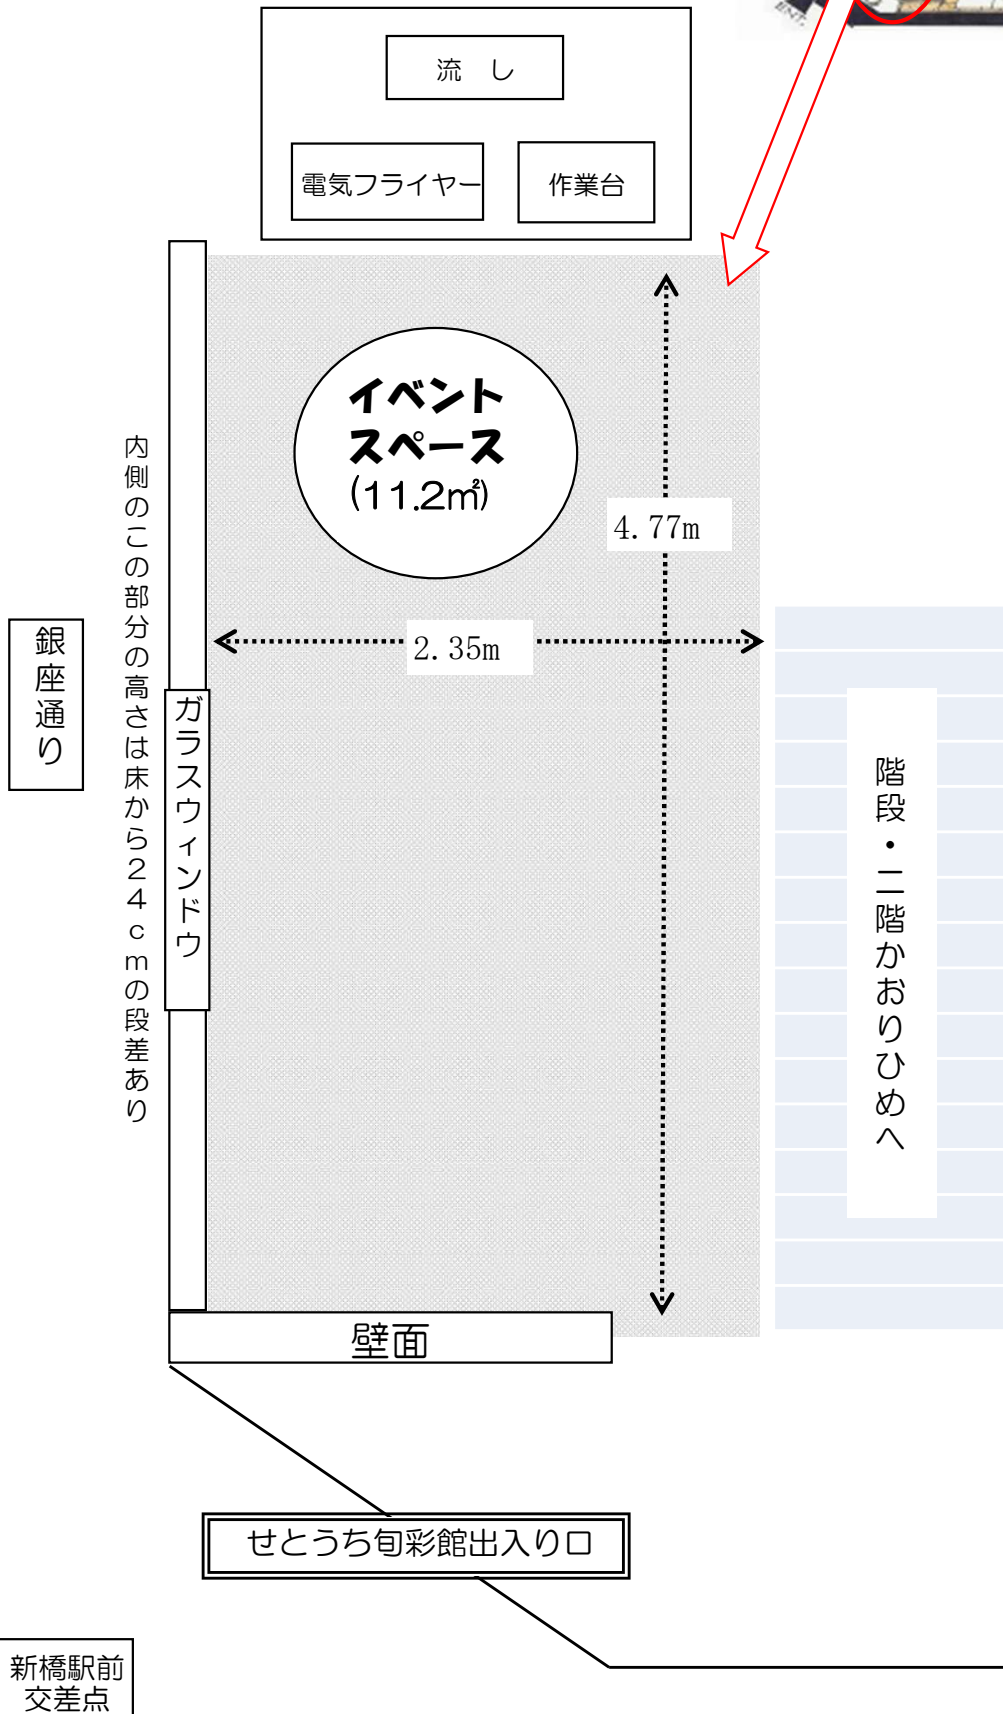 ENT.
流　し
電気フライヤー
作業台
イベント
スペース
(11.2㎡)
4.77m
2.35m
内側のこの部分の高さは床から２４ｃｍの段差あり
銀座通り
ガラスウィンドウ
階段・二階かおりひめへ
壁面
せとうち旬彩館出入り口
新橋駅前
交差点